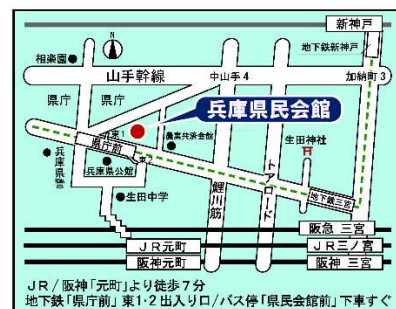 新神戸
地下鉄新神戸
相楽園
N
山手幹線
中山手4
加納町3
県庁
県庁
兵庫県民会館
東1
農業共済会館
生田神社
県庁前
東2
兵庫県警
兵庫県公館
生田中学
鯉川筋
トアロード
地下鉄三宮
阪急 三宮
JR元町
JR三ノ宮
阪神元町
阪神 三宮
JR/阪神「元町」より徒歩7分
地下鉄「県庁前」東1・2出入り口/バス停「県民会館前」下車すぐ